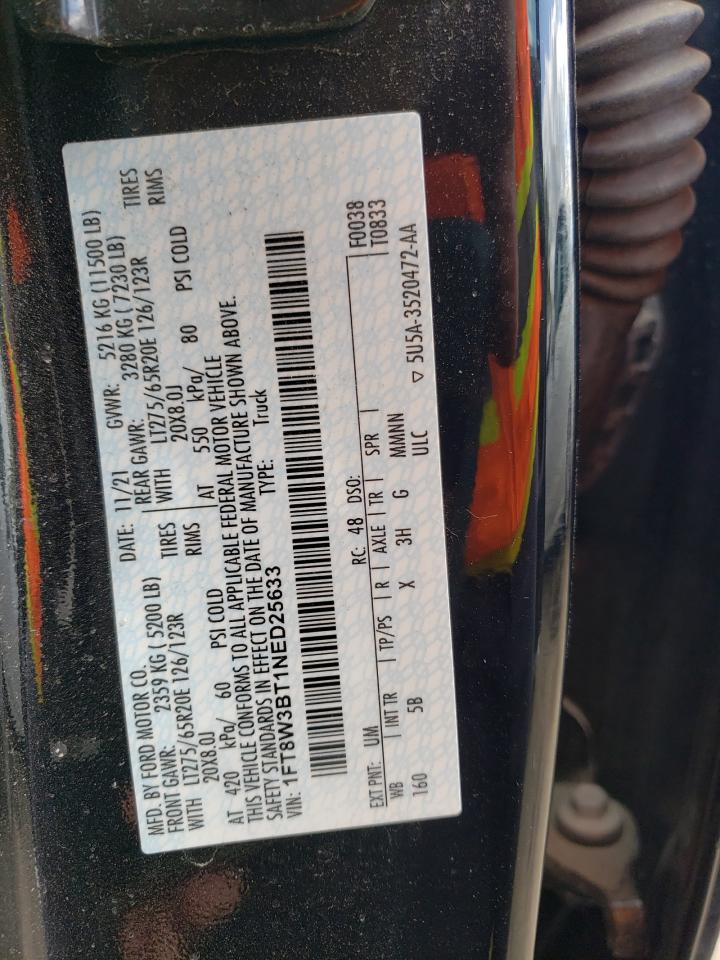 MFD. BY FORD MOTOR CO.
DATE: 11/21 GVWR: 5216 KG (11500 LB)
FRONT GAWR: 2359 KG ( 5200 LB) REAR GAWR: 3280 KG ( 7230 LB)
WITH LT275/65R20E 126/123R TIRES WITH LT275/65R20E 126/123R TIRES
20X8.0J RIMS 20X8.0J RIMS
AT 420 kPa/ 60 PSI COLD AT 550 kPa/ 80 PSI COLD
THIS VEHICLE CONFORMS TO ALL APPLICABLE FEDERAL MOTOR VEHICLE
SAFETY STANDARDS IN EFFECT ON THE DATE OF MANUFACTURE SHOWN ABOVE.
VIN: 1FT8W3BT1NED25633 TYPE: Truck
F0038
T0833
EXT PNT: UM RC: 48 DSO:
WB INT TR TP/PS R AXLE TR SPR
160 5B X 3H G MMMNN
ULC ▽ 5U5A-3520472-AA